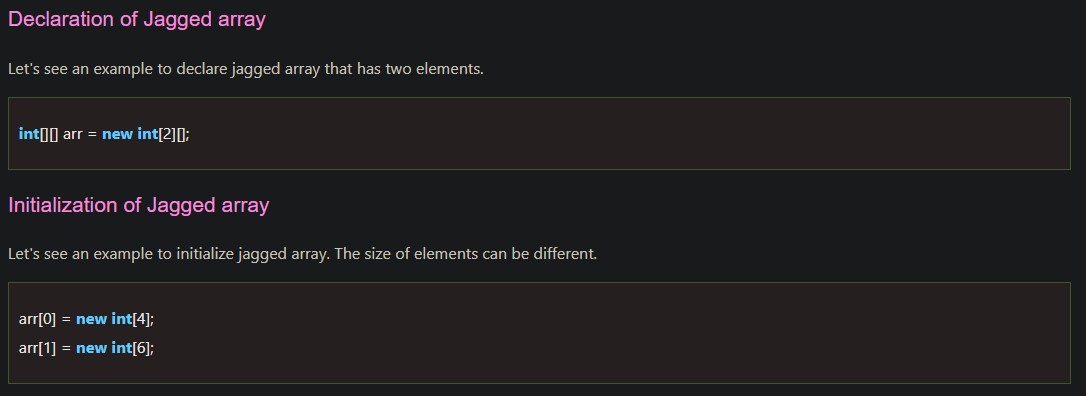 Declaration of Jagged array
Let's see an example to declare jagged array that has two elements.
int[][] arr = new int[2][];
Initialization of Jagged array
Let's see an example to initialize jagged array. The size of elements can be different.
arr[0] = new int[4];
arr[1] = new int[6];